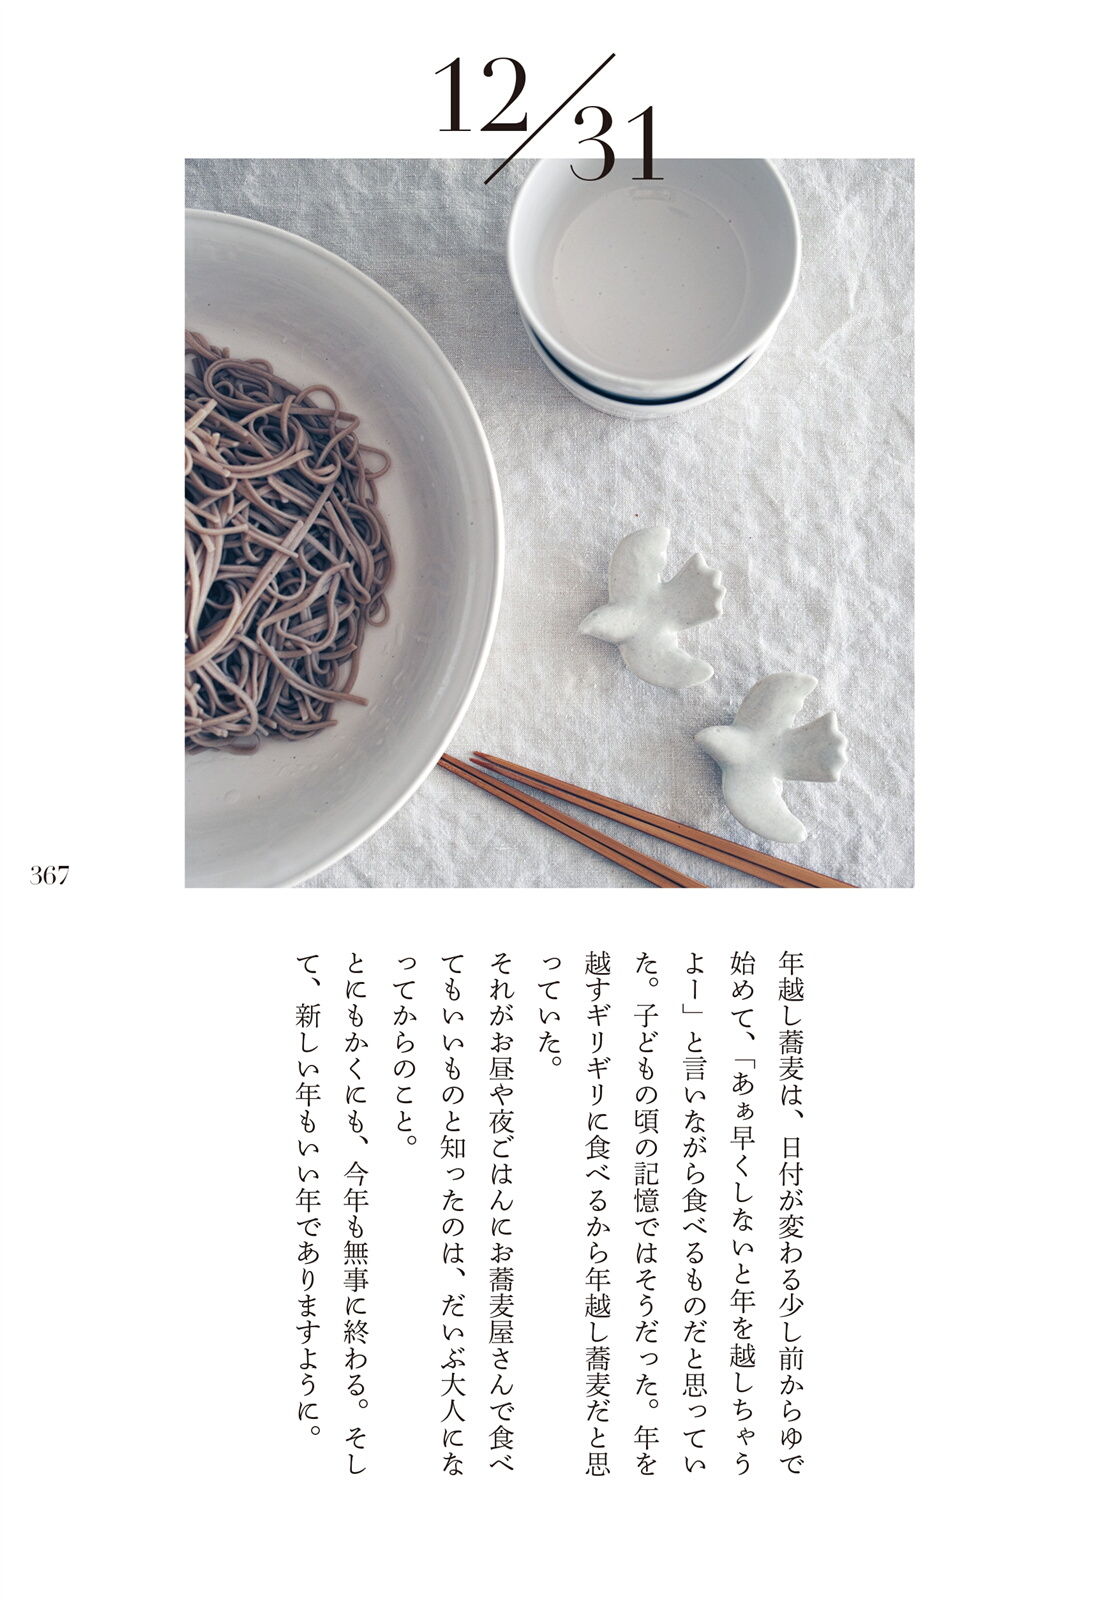 12/31
年越し蕎麦は、日付が変わる少し前からゆで
始めて、「あぁ早くしないと年を越しちゃう
よー」と言いながら食べるものだと思ってい
た。子どもの頃の記憶ではそうだった。年を
越すギリギリに食べるから年越し蕎麦だと思
っていた。
それがお昼や夜ごはんにお蕎麦屋さんで食べ
てもいいものと知ったのは、だいぶ大人にな
ってからのこと。
とにもかくにも、今年も無事に終わる。そし
て、新しい年もいい年でありますように。
367